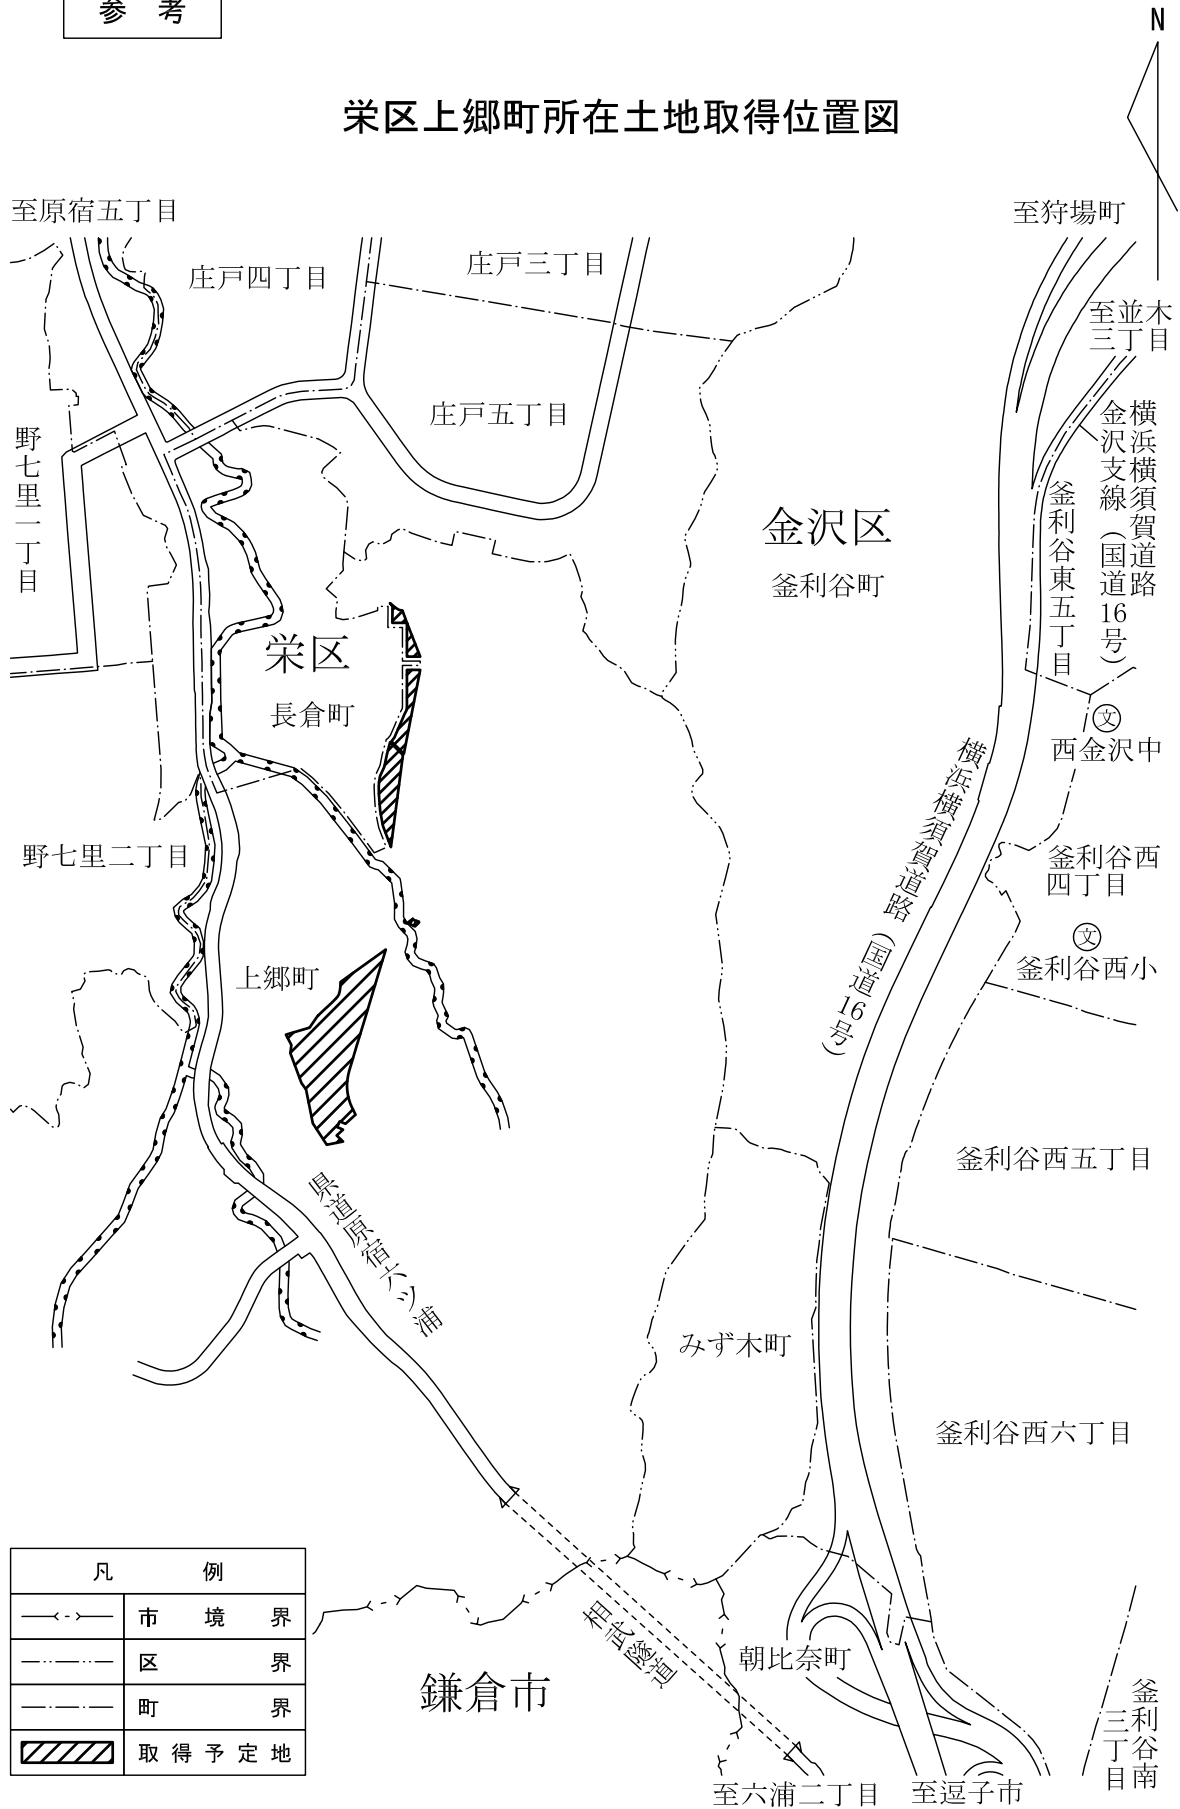 参 考
N
栄区上郷町所在土地取得位置図
至原宿五丁目
至狩場町
庄戸四丁目
庄戸三丁目
至並木
三丁目
庄戸五丁目
野七里一丁目
横浜横須賀道路
金沢支線（国道16号）
釜利谷東五丁目
金沢区
釜利谷町
栄区
長倉町
文
西金沢中
横浜横須賀道路（国道16号）
野七里二丁目
釜利谷西
四丁目
文
釜利谷西小
上郷町
釜利谷西五丁目
県道原宿六ツ浦
みず木町
釜利谷西六丁目
凡 例
市 境 界
区 界
町 界
取 得 予 定 地
相武隧道
朝比奈町
鎌倉市
釜利谷南
三丁目
至六浦二丁目
至逗子市